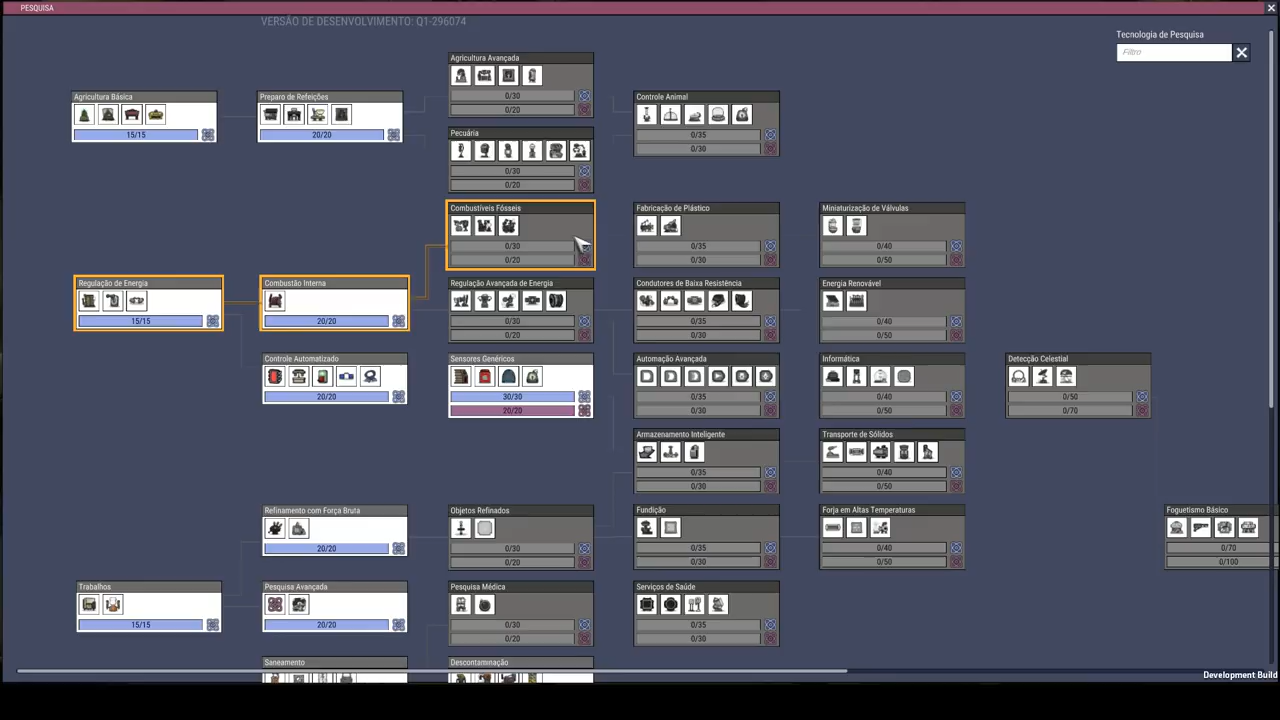 PESQUISA
VERSÃO DE DESENVOLVIMENTO: Q1-296074
Tecnologia de Pesquisa
Filtro
Agricultura Avançada
0/30
0/20
Agricultura Básica
15/15
Preparo de Refeições
20/20
Controle Animal
0/35
0/30
Pecuária
0/30
0/20
Combustíveis Fósseis
0/30
0/20
Fabricação de Plástico
0/35
0/30
Miniaturização de Válvulas
0/40
0/50
Regulação de Energia
15/15
Combustão Interna
20/20
Regulação Avançada de Energia
0/30
0/20
Condutores de Baixa Resistência
0/35
0/30
Energia Renovável
0/40
0/50
Controle Automatizado
20/20
Sensores Genéricos
30/30
20/20
Automação Avançada
0/35
0/30
Informática
0/40
0/50
Detecção Celestial
0/50
0/70
Armazenamento Inteligente
0/35
0/30
Transporte de Sólidos
0/40
0/50
Refinamento com Força Bruta
20/20
Objetos Refinados
0/30
0/20
Fundição
0/35
0/30
Forja em Altas Temperaturas
0/40
0/50
Foguetismo Básico
0/70
0/100
Trabalhos
15/15
Pesquisa Avançada
20/20
Pesquisa Médica
0/30
0/20
Serviços de Saúde
0/35
0/30
Saneamento
Descontaminação
Development Build